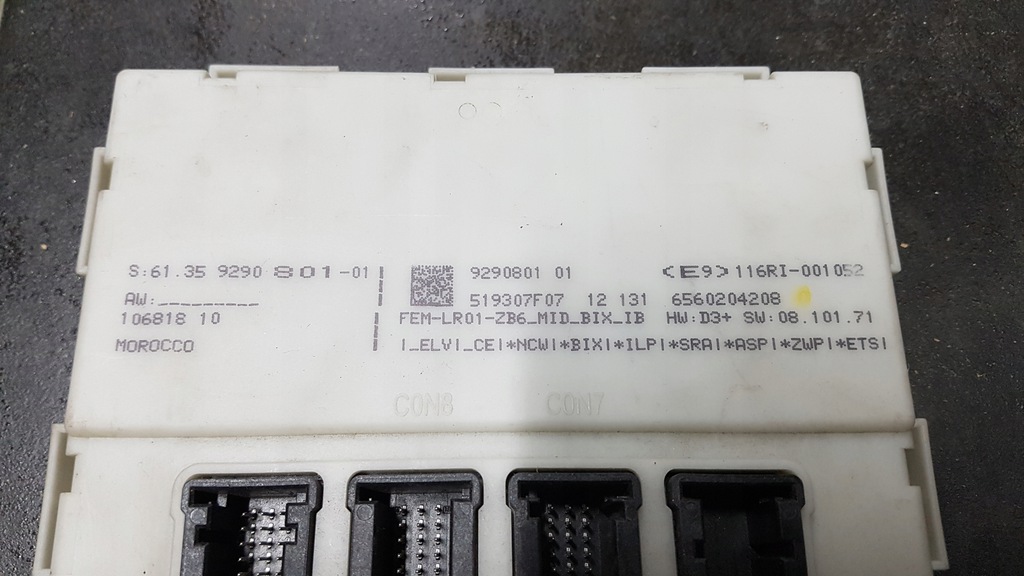 S:61.35 9290 801-01
AW:_________
106818 10
MOROCCO
9290801 01
<E9>116RI-001052
519307F07 12 131 6560204208
FEM-LR01-ZB6_MID_BIX_IB HW:D3+ SW:08.101.71
|_ELV|_CE|*NCW|*BIX|*ILP|*SRA|*ASP|*ZWP|*ETS|
CON8 CON7